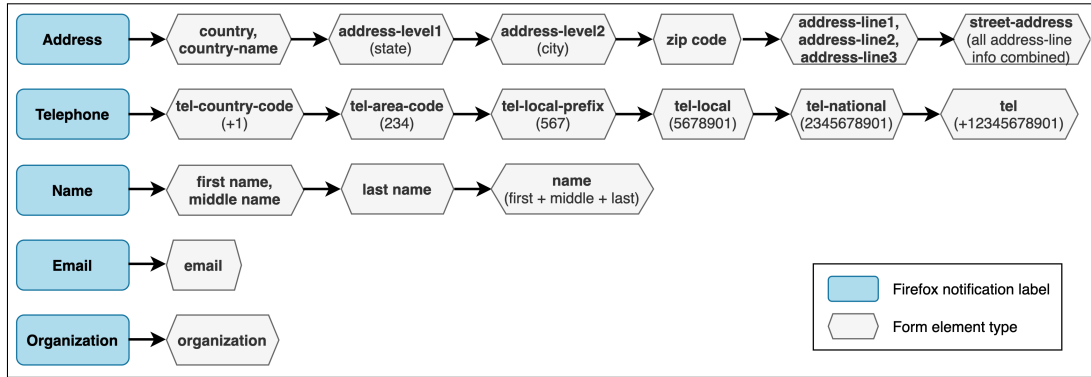 Address
country,
country-name
address-level1
(state)
address-level2
(city)
zip code
address-line1,
address-line2,
address-line3
street-address
(all address-line
info combined)
Telephone
tel-country-code
(+1)
tel-area-code
(234)
tel-local-prefix
(567)
tel-local
(5678901)
tel-national
(2345678901)
tel
(+12345678901)
Name
first name,
middle name
last name
name
(first + middle + last)
Email
email
Organization
organization
Firefox notification label
Form element type